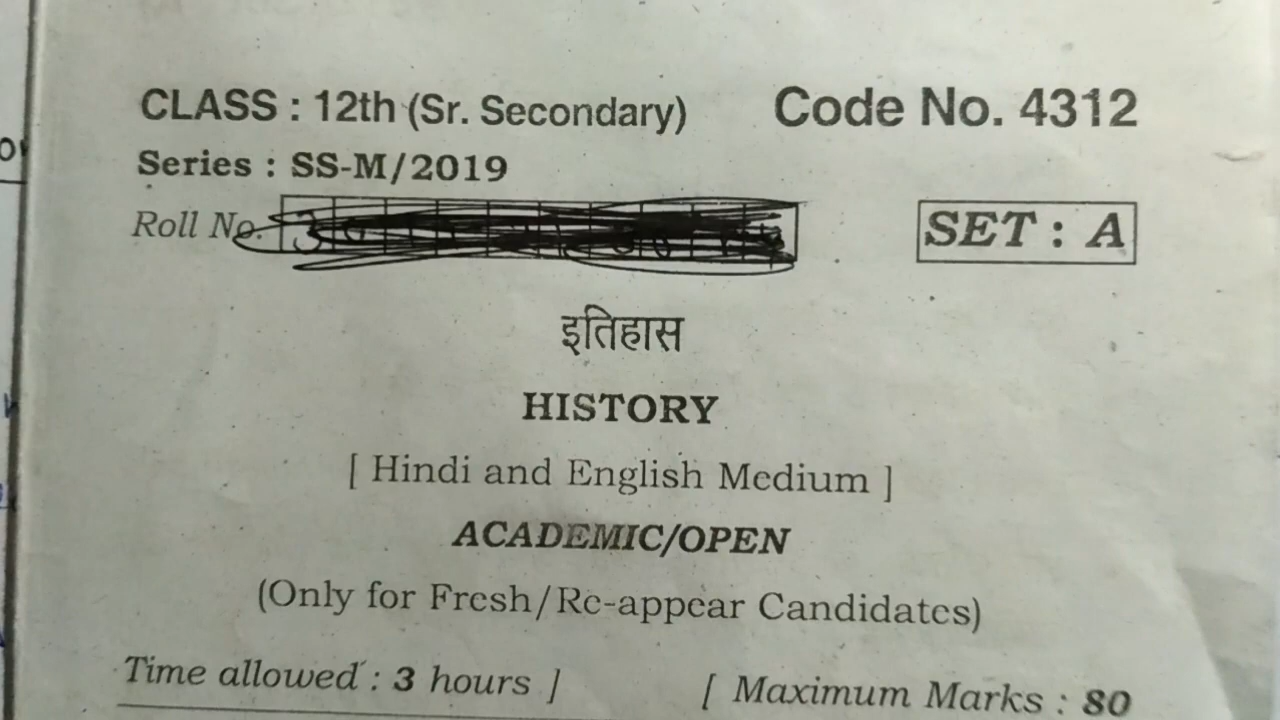 CLASS : 12th (Sr. Secondary) Code No. 4312
Series : SS-M/2019
Roll No. SET : A
इतिहास
HISTORY
[ Hindi and English Medium ]
ACADEMIC/OPEN
(Only for Fresh/Re-appear Candidates)
Time allowed : 3 hours ] [ Maximum Marks : 80